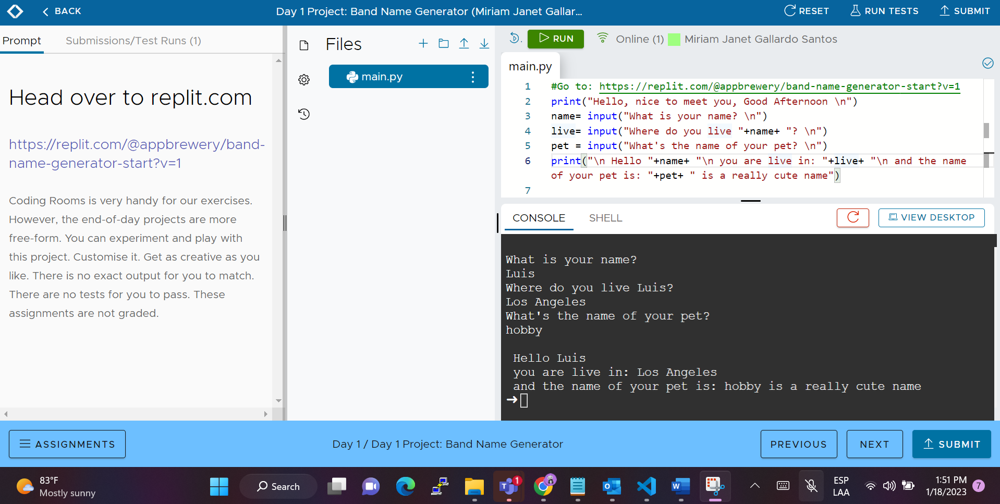 BACK
Day 1 Project: Band Name Generator (Miriam Janet Gallar...
RESET
RUN TESTS
SUBMIT
Prompt
Submissions/Test Runs (1)
Head over to replit.com
https://replit.com/@appbrewery/band-
name-generator-start?v=1
Coding Rooms is very handy for our exercises.
However, the end-of-day projects are more
free-form. You can experiment and play with
this project. Customise it. Get as creative as you
like. There is no exact output for you to match.
There are no tests for you to pass. These
assignments are not graded.
Files
main.py
RUN
Online (1)
Miriam Janet Gallardo Santos
main.py
1 #Go to: https://replit.com/@appbrewery/band-name-generator-start?v=1
2 print("Hello, nice to meet you, Good Afternoon \n")
3 name= input("What is your name? \n")
4 live= input("Where do you live "+name+ "? \n")
5 pet = input("What's the name of your pet? \n")
6 print("\n Hello "+name+ "\n you are live in: "+live+ "\n and the name
of your pet is: "+pet+ " is a really cute name")
7
CONSOLE
SHELL
VIEW DESKTOP
What is your name?
Luis
Where do you live Luis?
Los Angeles
What's the name of your pet?
hobby
Hello Luis
you are live in: Los Angeles
and the name of your pet is: hobby is a really cute name
ASSIGNMENTS
Day 1 / Day 1 Project: Band Name Generator
PREVIOUS
NEXT
SUBMIT
83°F
Mostly sunny
Search
1
ESP
LAA
1:51 PM
1/18/2023
7